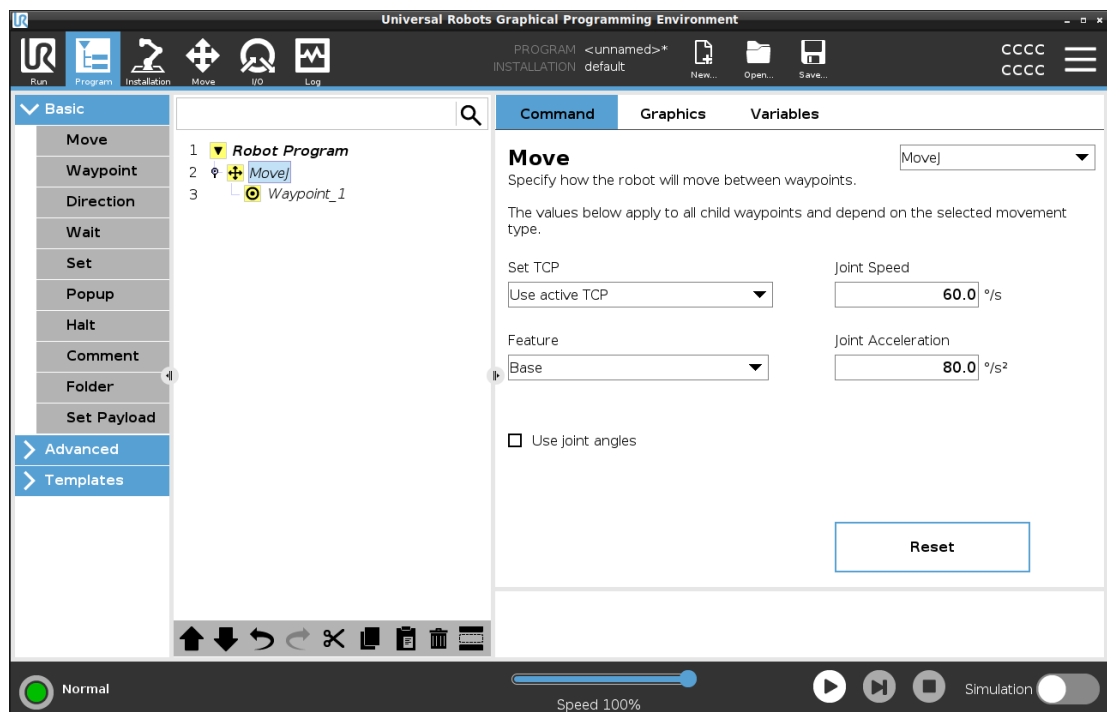 Universal Robots Graphical Programming Environment
UR
Run
Program
Installation
Move
I/O
Log
PROGRAM <unnamed>*
INSTALLATION default
New...
Open...
Save...
CCCC
CCCC
Basic
Move
Waypoint
Direction
Wait
Set
Popup
Halt
Comment
Folder
Set Payload
Advanced
Templates
1 Robot Program
2 MoveJ
3 Waypoint_1
Command Graphics Variables
Move
MoveJ
Specify how the robot will move between waypoints.
The values below apply to all child waypoints and depend on the selected movement
type.
Set TCP
Joint Speed
Use active TCP
60.0 °/s
Feature
Joint Acceleration
Base
80.0 °/s²
Use joint angles
Reset
Normal
Speed 100%
Simulation